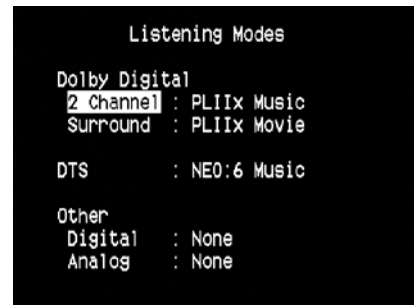 Listening Modes
Dolby Digital
2 Channel : PLIIx Music
Surround : PLIIx Movie
DTS : NEO:6 Music
Other
Digital : None
Analog : None